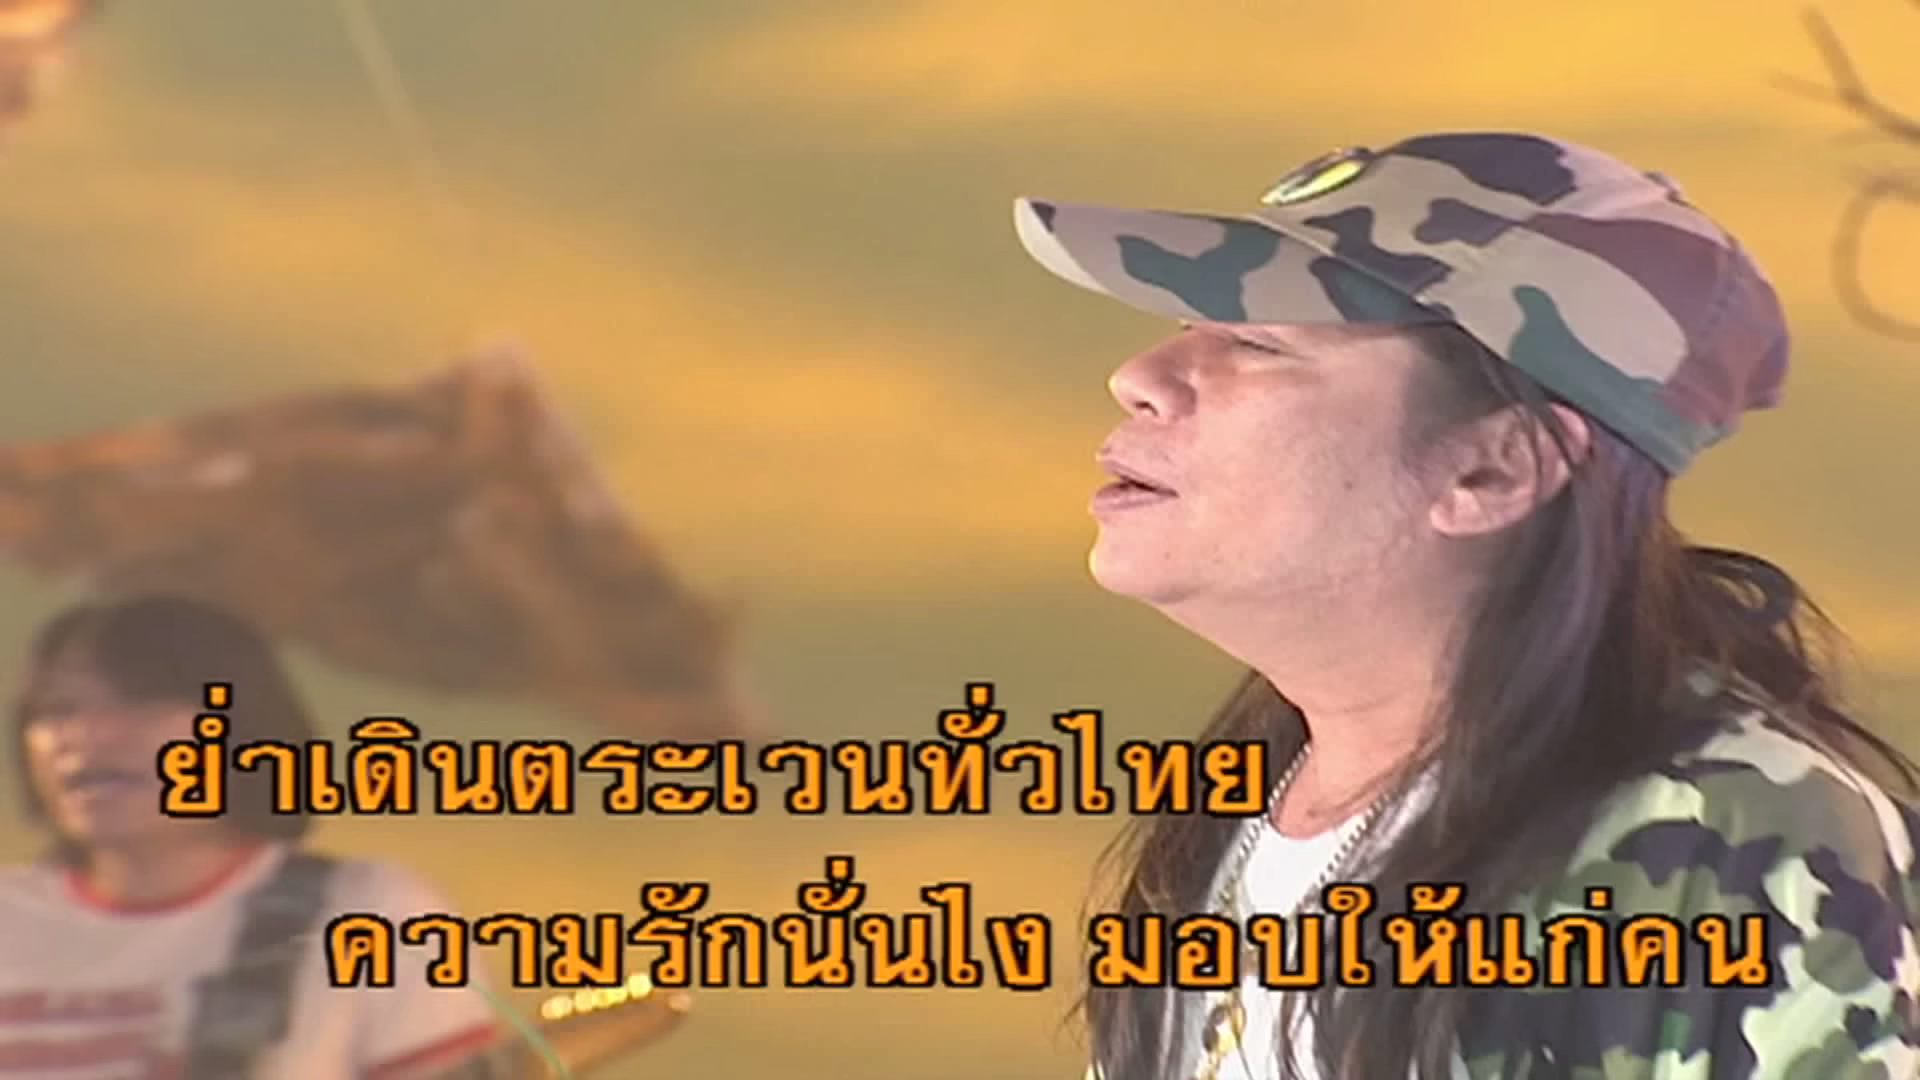 ย่ำเดินตระเวนทั่วไทย
ความรักนั่นไง มอบให้แก่คน